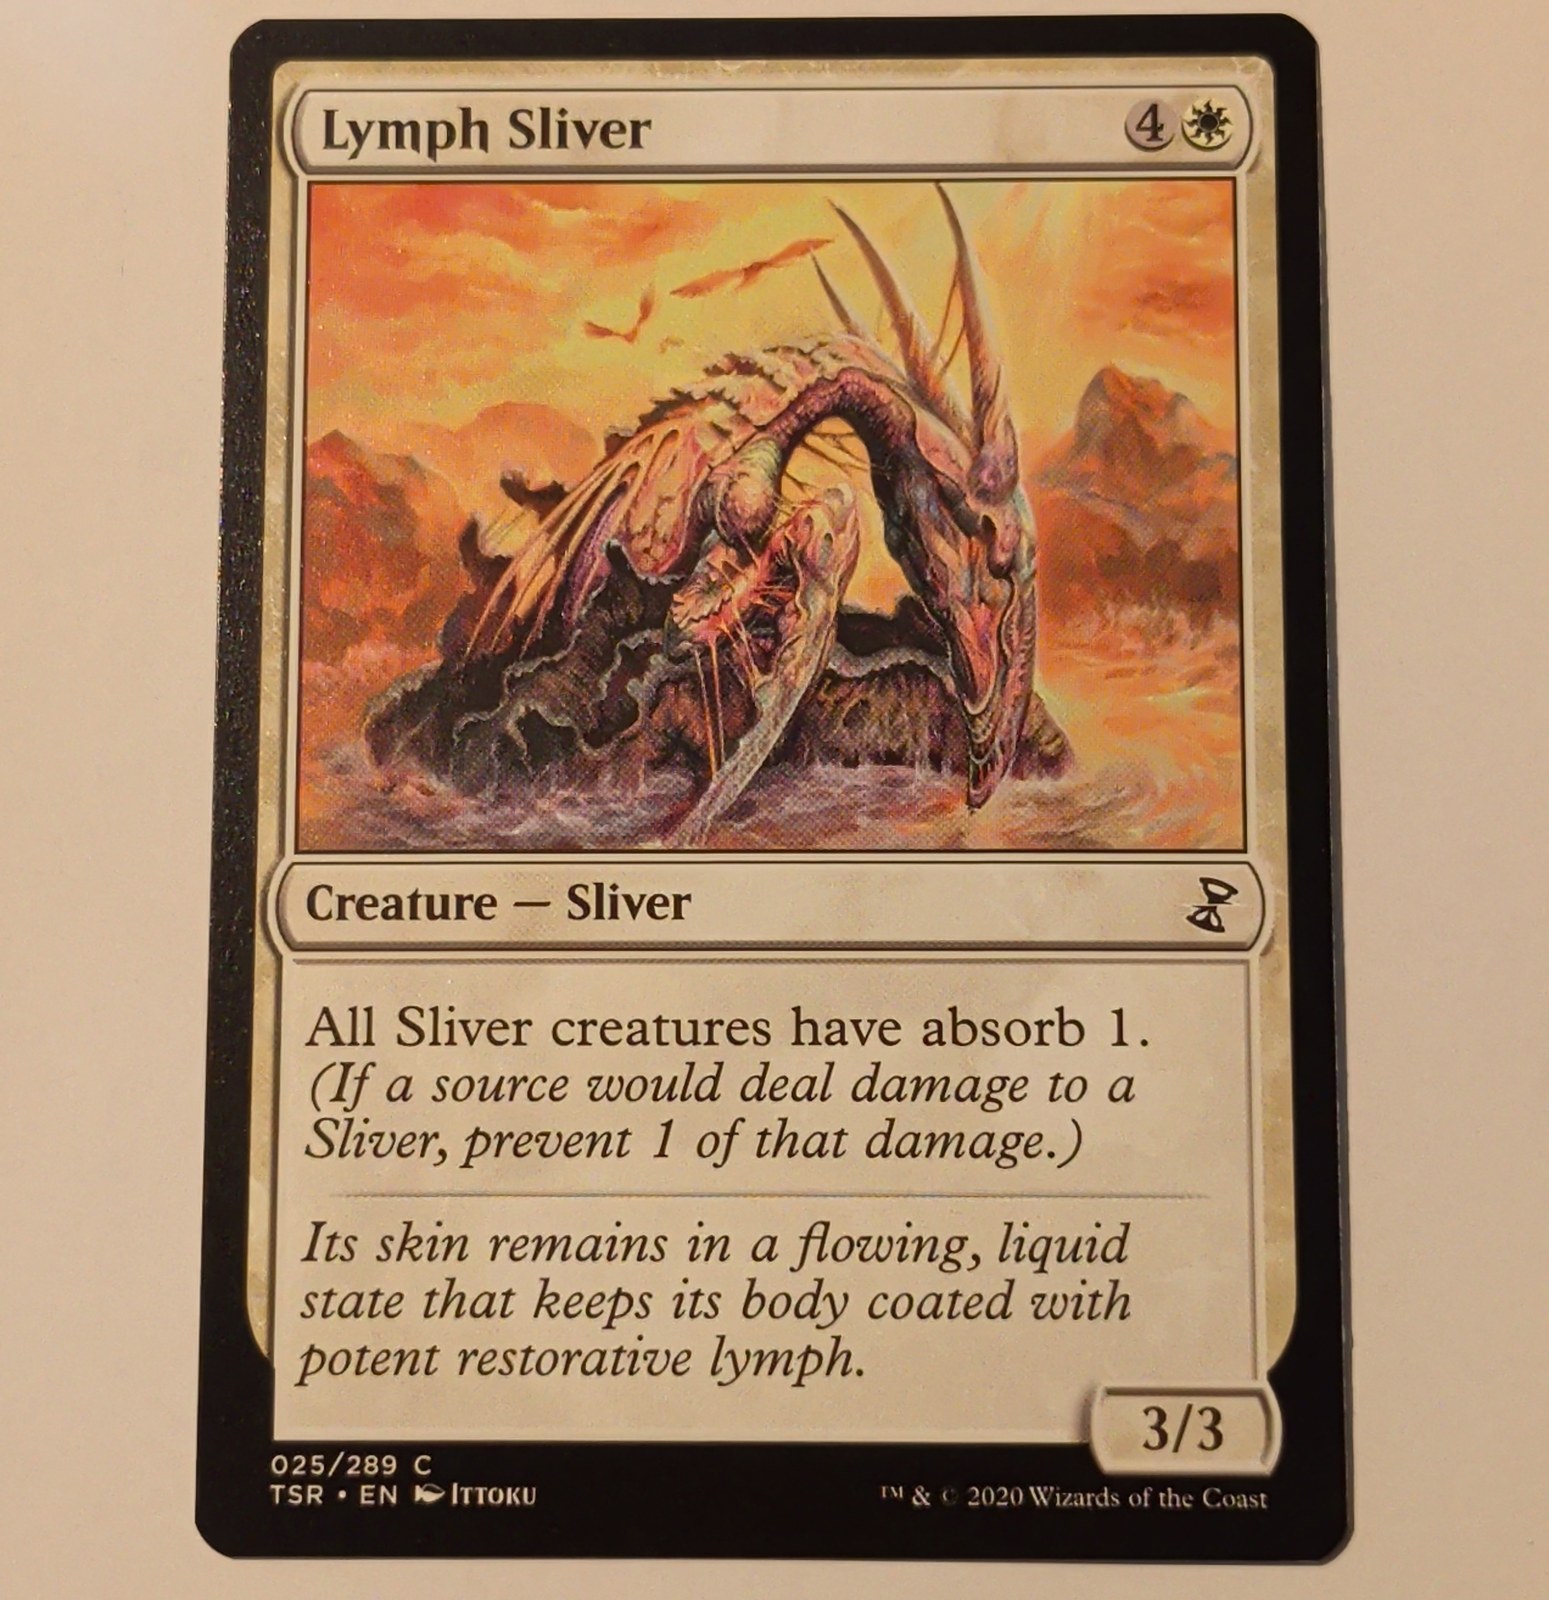 Lymph Sliver 4
Creature — Sliver
All Sliver creatures have absorb 1.
(If a source would deal damage to a
Sliver, prevent 1 of that damage.)
Its skin remains in a flowing, liquid
state that keeps its body coated with
potent restorative lymph.
3/3
025/289 C
TSR • EN Ittoku
™ & © 2020 Wizards of the Coast